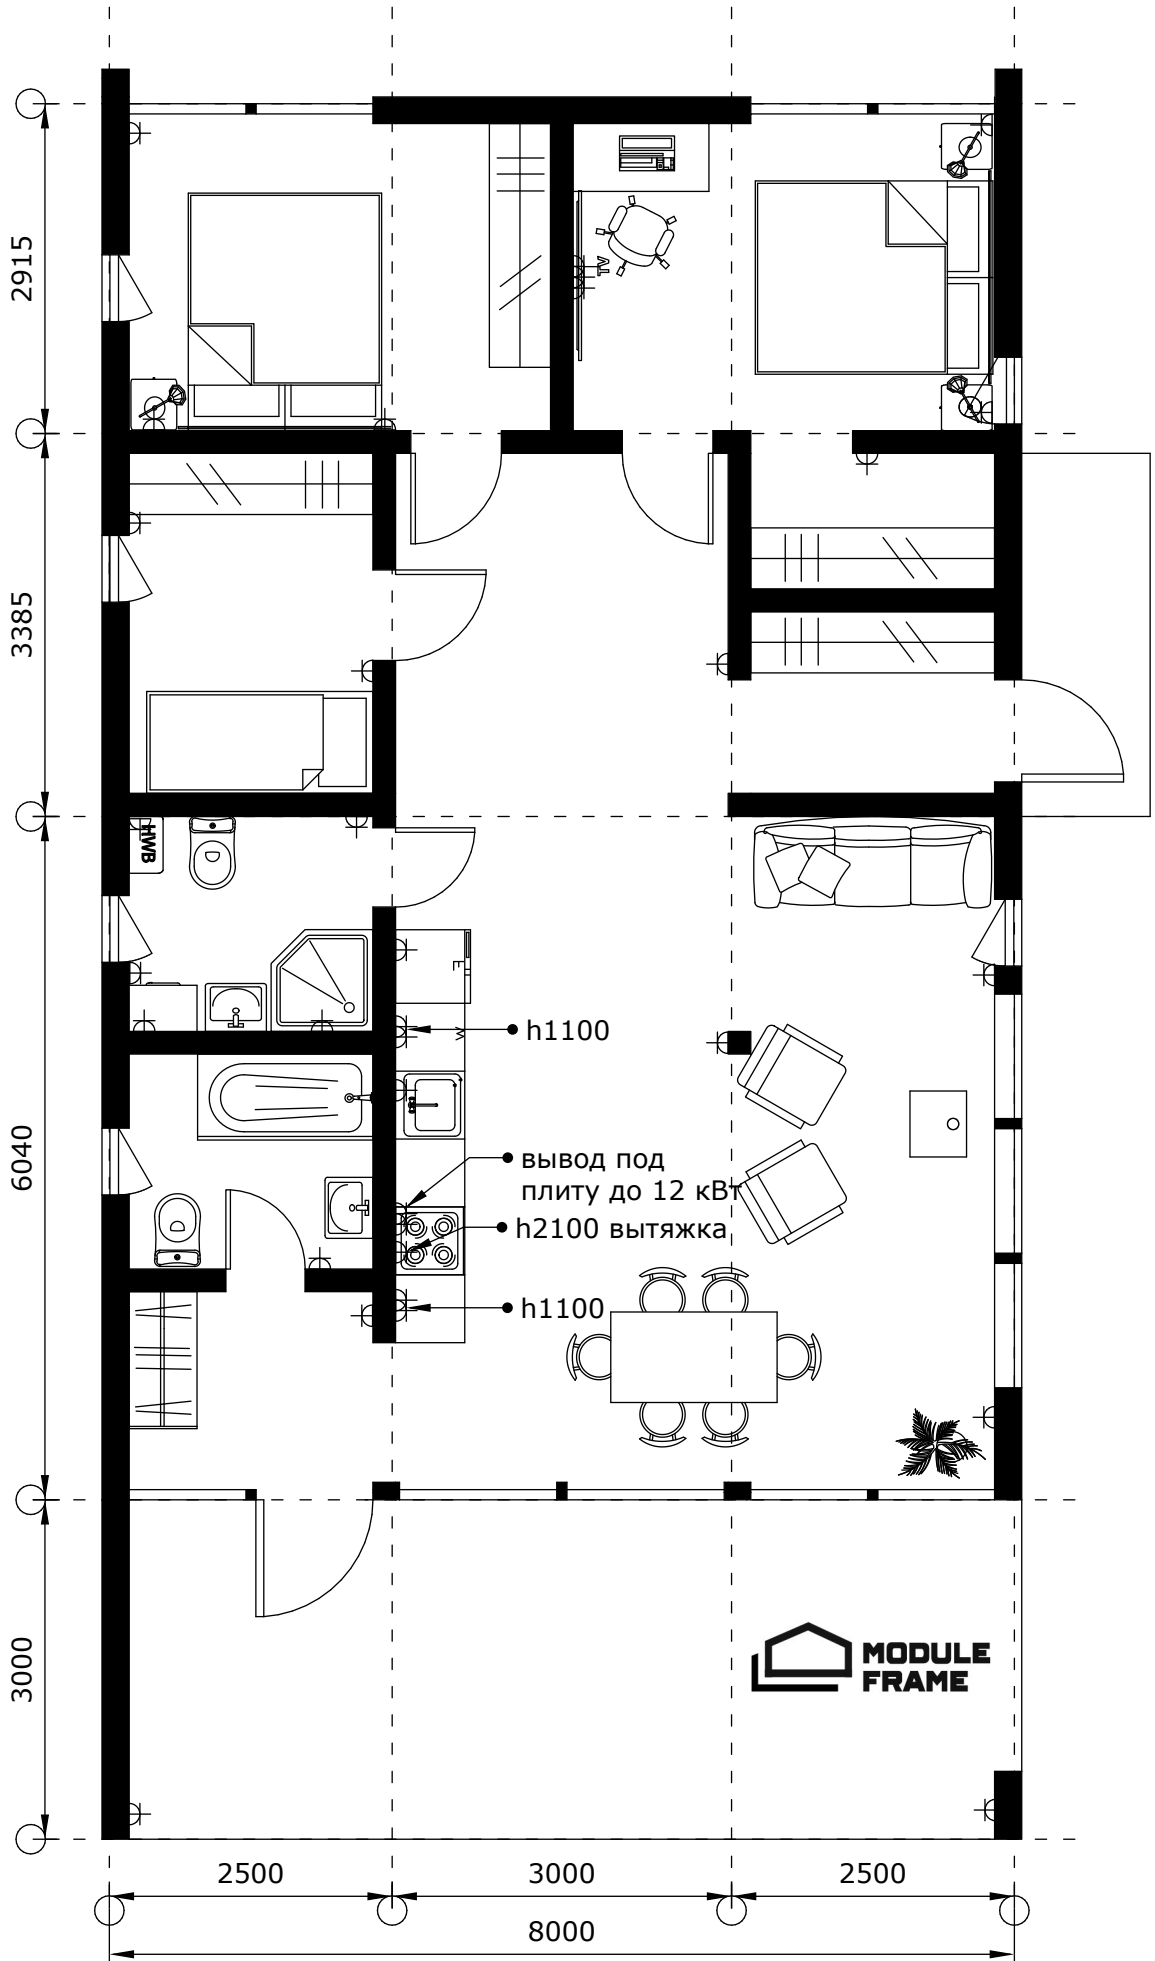 2915
TV
3385
HWB
F
h1100
W
6040
вывод под
плиту до 12 кВт
h2100 вытяжка
h1100
3000
MODULE
FRAME
2500
3000
2500
8000